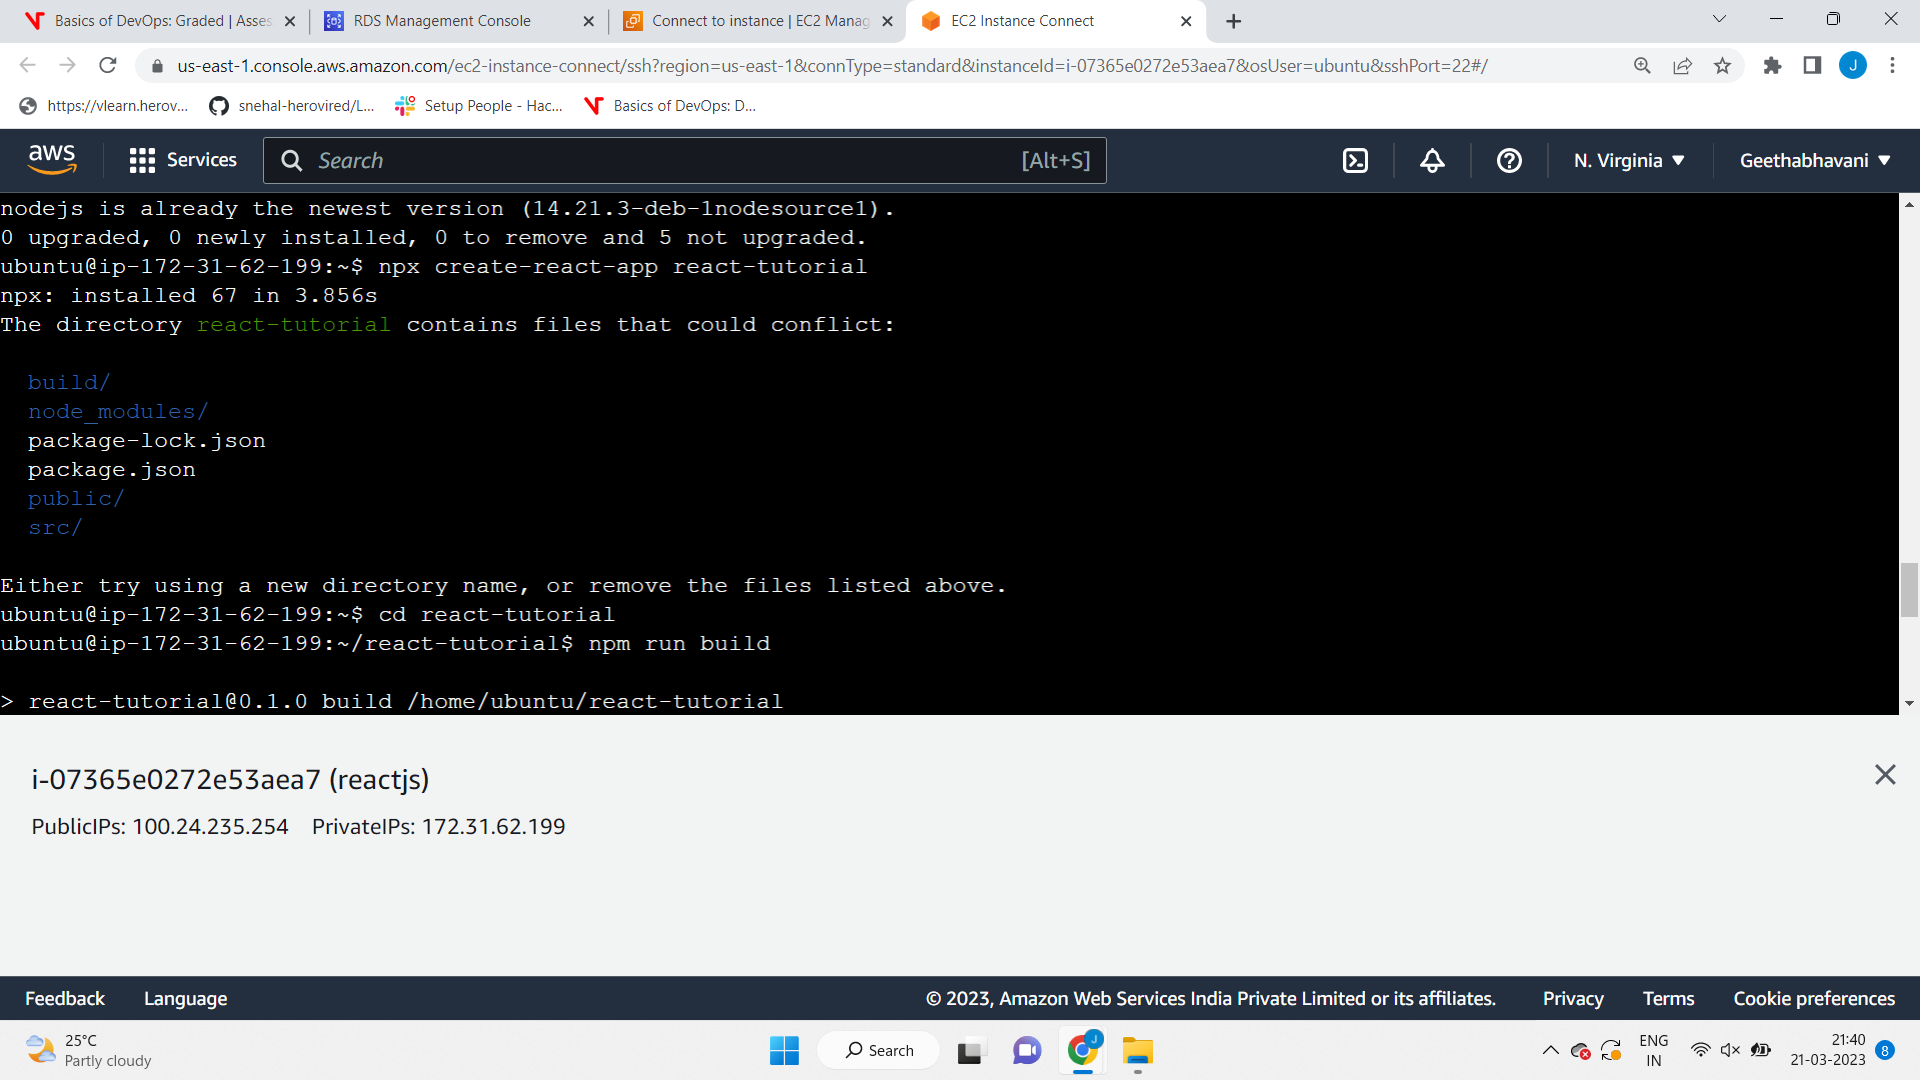 Basics of DevOps: Graded | Asses
RDS Management Console
Connect to instance | EC2 Manag
EC2 Instance Connect
us-east-1.console.aws.amazon.com/ec2-instance-connect/ssh?region=us-east-1&connType=standard&instanceId=i-07365e0272e53aea7&osUser=ubuntu&sshPort=22#/
J
https://vlearn.herov...
snehal-herovired/L...
Setup People - Hac...
Basics of DevOps: D...
aws
Services
Search
[Alt+S]
N. Virginia
Geethabhavani
nodejs is already the newest version (14.21.3-deb-1nodesource1).
0 upgraded, 0 newly installed, 0 to remove and 5 not upgraded.
ubuntu@ip-172-31-62-199:~$ npx create-react-app react-tutorial
npx: installed 67 in 3.856s
The directory react-tutorial contains files that could conflict:
build/
node_modules/
package-lock.json
package.json
public/
src/
Either try using a new directory name, or remove the files listed above.
ubuntu@ip-172-31-62-199:~$ cd react-tutorial
ubuntu@ip-172-31-62-199:~/react-tutorial$ npm run build
> react-tutorial@0.1.0 build /home/ubuntu/react-tutorial
i-07365e0272e53aea7 (reactjs)
PublicIPs: 100.24.235.254 PrivateIPs: 172.31.62.199
Feedback
Language
© 2023, Amazon Web Services India Private Limited or its affiliates.
Privacy
Terms
Cookie preferences
25°C
Partly cloudy
Search
J
ENG
IN
21:40
21-03-2023
8